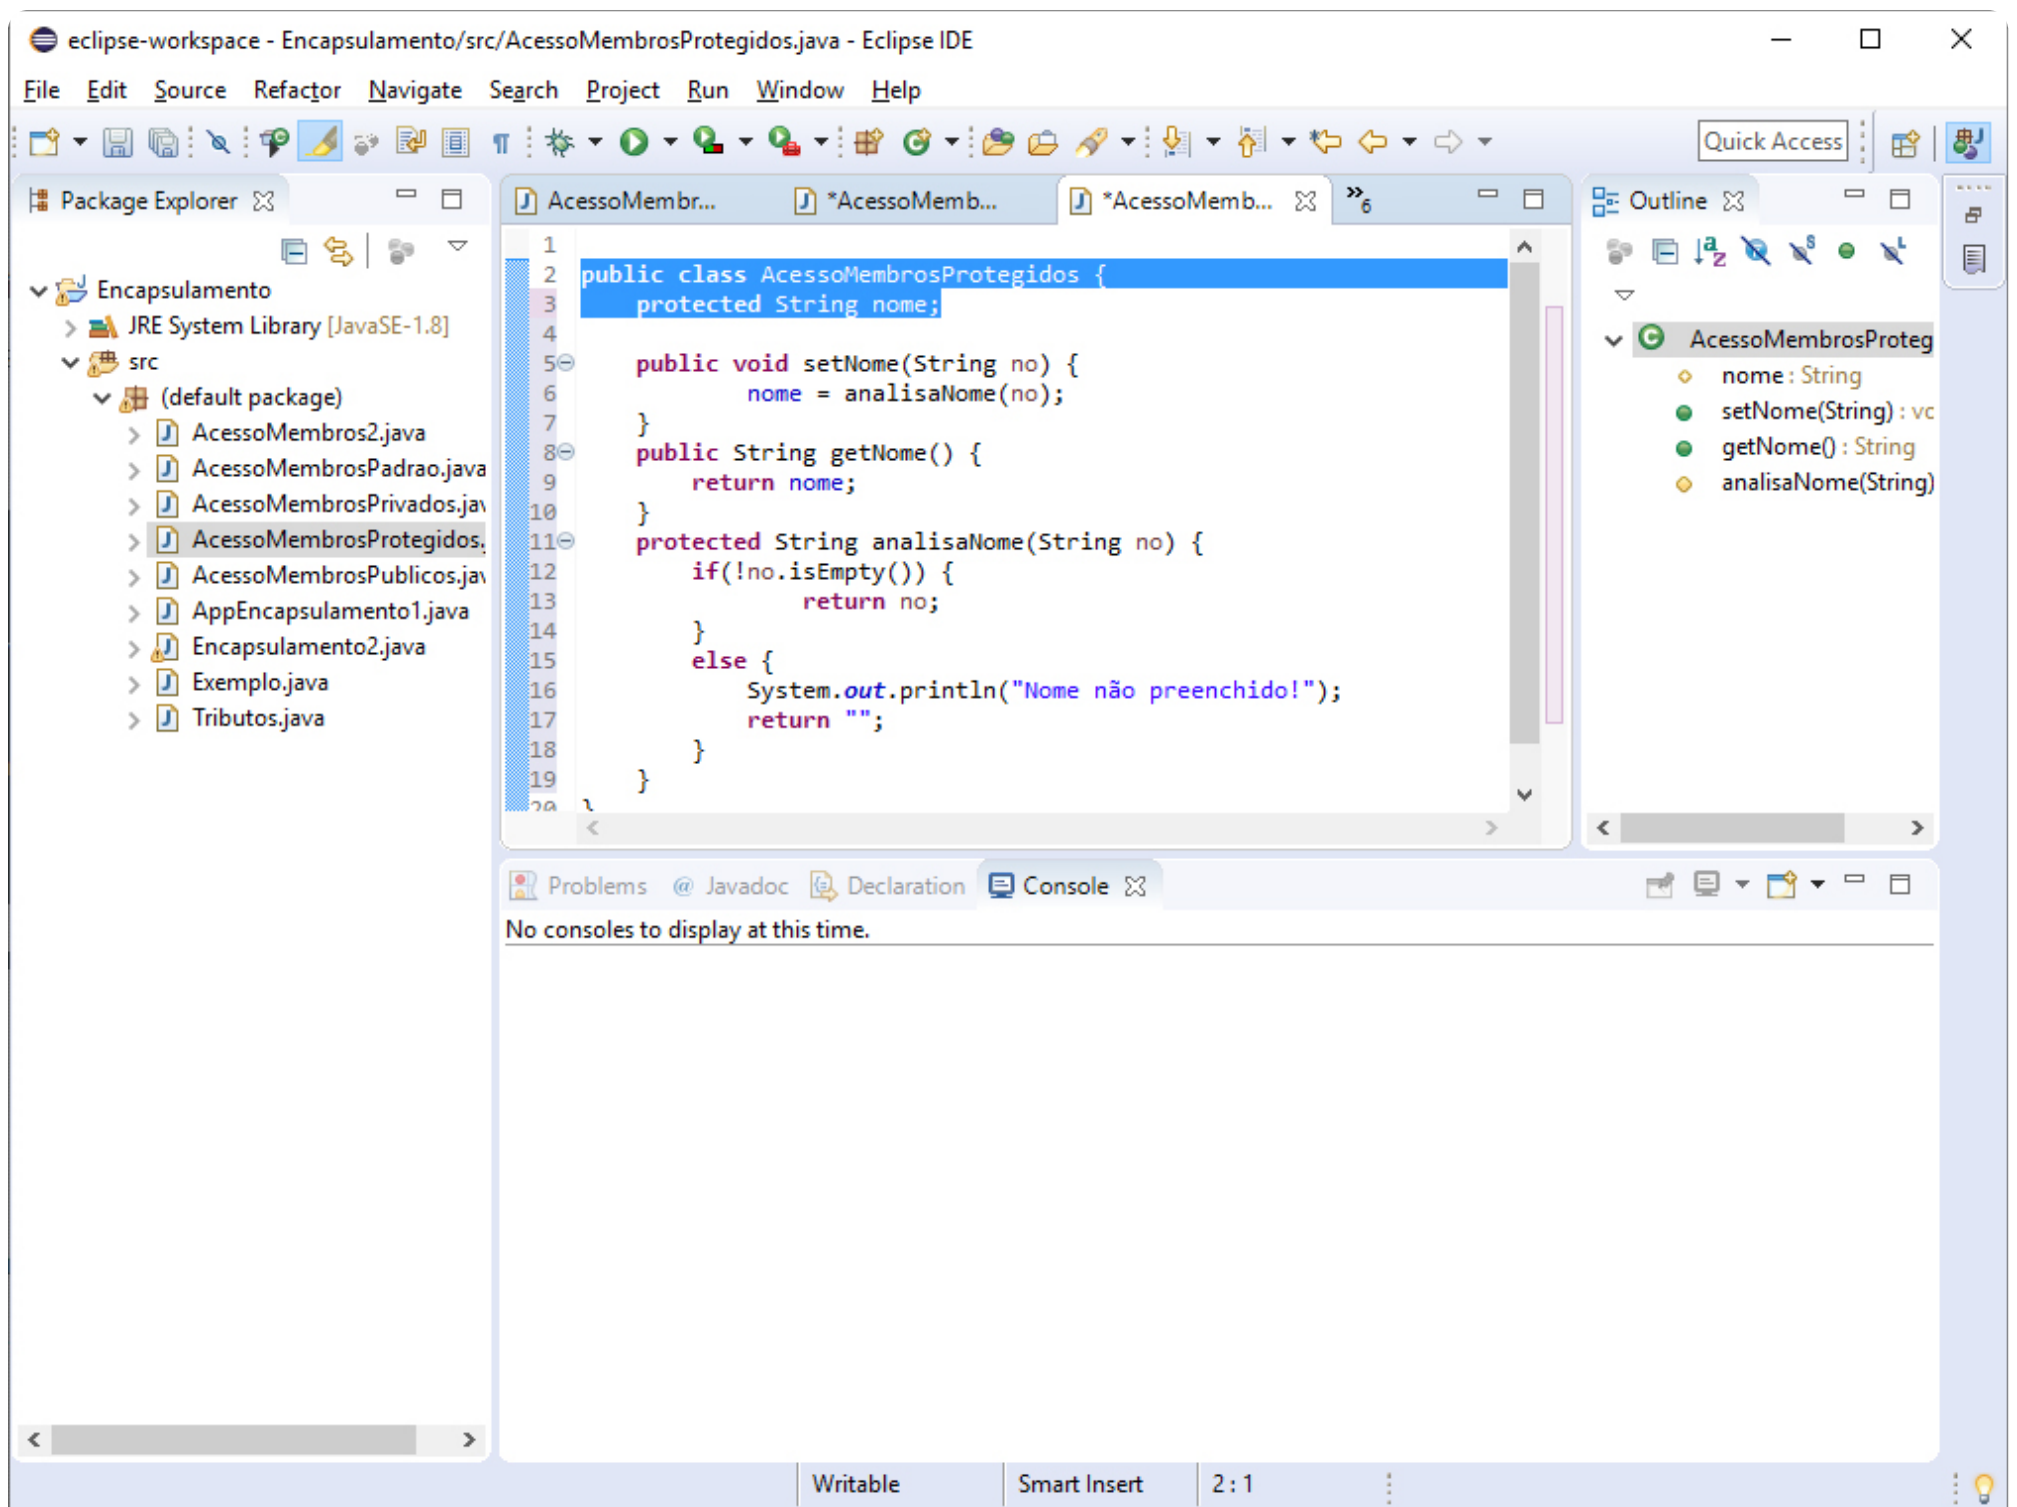 eclipse-workspace - Encapsulamento/src/AcessoMembrosProtegidos.java - Eclipse IDE
File Edit Source Refactor Navigate Search Project Run Window Help
Quick Access
Package Explorer
Encapsulamento
JRE System Library [JavaSE-1.8]
src
(default package)
AcessoMembros2.java
AcessoMembrosPadrao.java
AcessoMembrosPrivados.jav
AcessoMembrosProtegidos.
AcessoMembrosPublicos.jav
AppEncapsulamento1.java
Encapsulamento2.java
Exemplo.java
Tributos.java
AcessoMembr... *AcessoMemb... *AcessoMemb... »6
1
2 public class AcessoMembrosProtegidos {
3 protected String nome;
4
5 public void setNome(String no) {
6 nome = analisaNome(no);
7 }
8 public String getNome() {
9 return nome;
10 }
11 protected String analisaNome(String no) {
12 if(!no.isEmpty()) {
13 return no;
14 }
15 else {
16 System.out.println("Nome não preenchido!");
17 return "";
18 }
19 }
20 }
Outline
AcessoMembrosProteg
nome : String
setNome(String) : vo
getNome() : String
analisaNome(String)
Problems @ Javadoc Declaration Console
No consoles to display at this time.
Writable Smart Insert 2 : 1